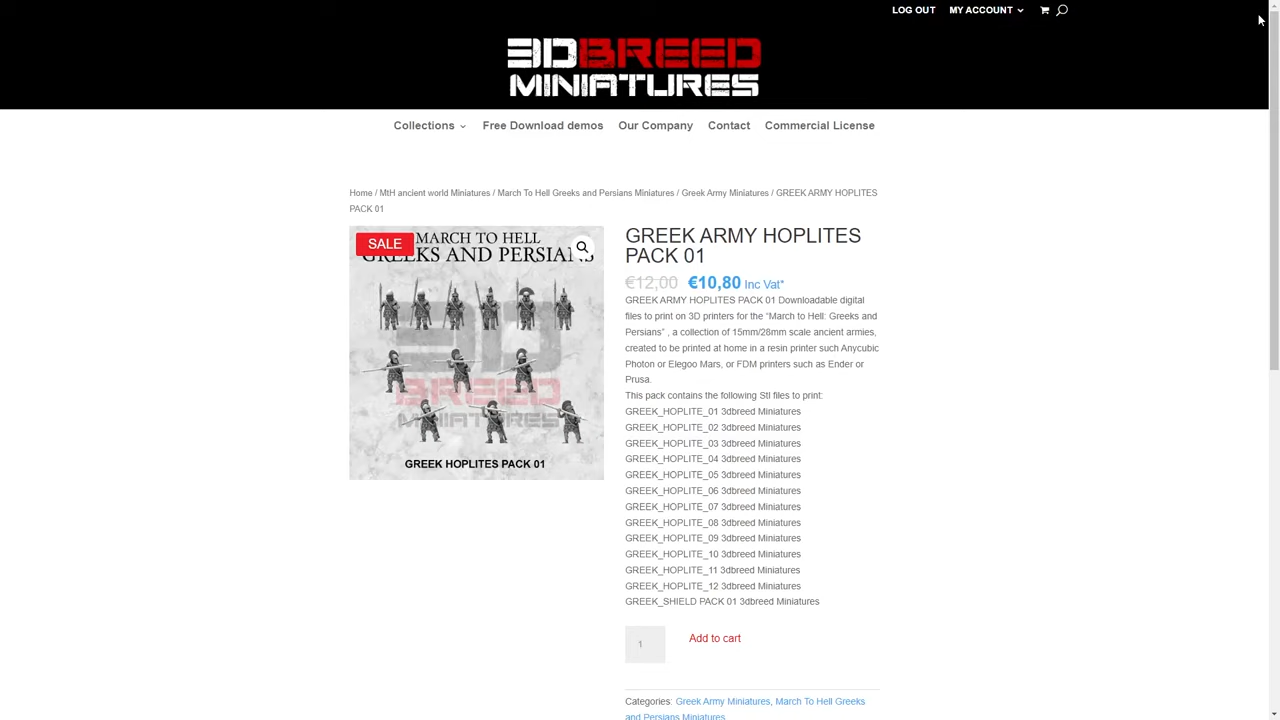 LOG OUT MY ACCOUNT
3DBREED
MINIATURES
Collections Free Download demos Our Company Contact Commercial License
Home / MtH ancient world Miniatures / March To Hell Greeks and Persians Miniatures / Greek Army Miniatures / GREEK ARMY HOPLITES
PACK 01
SALE
MARCH TO HELL
GREEKS AND PERSIANS
3D
BREED
MINIATURES
GREEK HOPLITES PACK 01
GREEK ARMY HOPLITES
PACK 01
€12,00 €10,80 Inc Vat*
GREEK ARMY HOPLITES PACK 01 Downloadable digital
files to print on 3D printers for the “March to Hell: Greeks and
Persians” , a collection of 15mm/28mm scale ancient armies,
created to be printed at home in a resin printer such Anycubic
Photon or Elegoo Mars, or FDM printers such as Ender or
Prusa.
This pack contains the following Stl files to print:
GREEK_HOPLITE_01 3dbreed Miniatures
GREEK_HOPLITE_02 3dbreed Miniatures
GREEK_HOPLITE_03 3dbreed Miniatures
GREEK_HOPLITE_04 3dbreed Miniatures
GREEK_HOPLITE_05 3dbreed Miniatures
GREEK_HOPLITE_06 3dbreed Miniatures
GREEK_HOPLITE_07 3dbreed Miniatures
GREEK_HOPLITE_08 3dbreed Miniatures
GREEK_HOPLITE_09 3dbreed Miniatures
GREEK_HOPLITE_10 3dbreed Miniatures
GREEK_HOPLITE_11 3dbreed Miniatures
GREEK_HOPLITE_12 3dbreed Miniatures
GREEK_SHIELD PACK 01 3dbreed Miniatures
1 Add to cart
Categories: Greek Army Miniatures, March To Hell Greeks
and Persians Miniatures